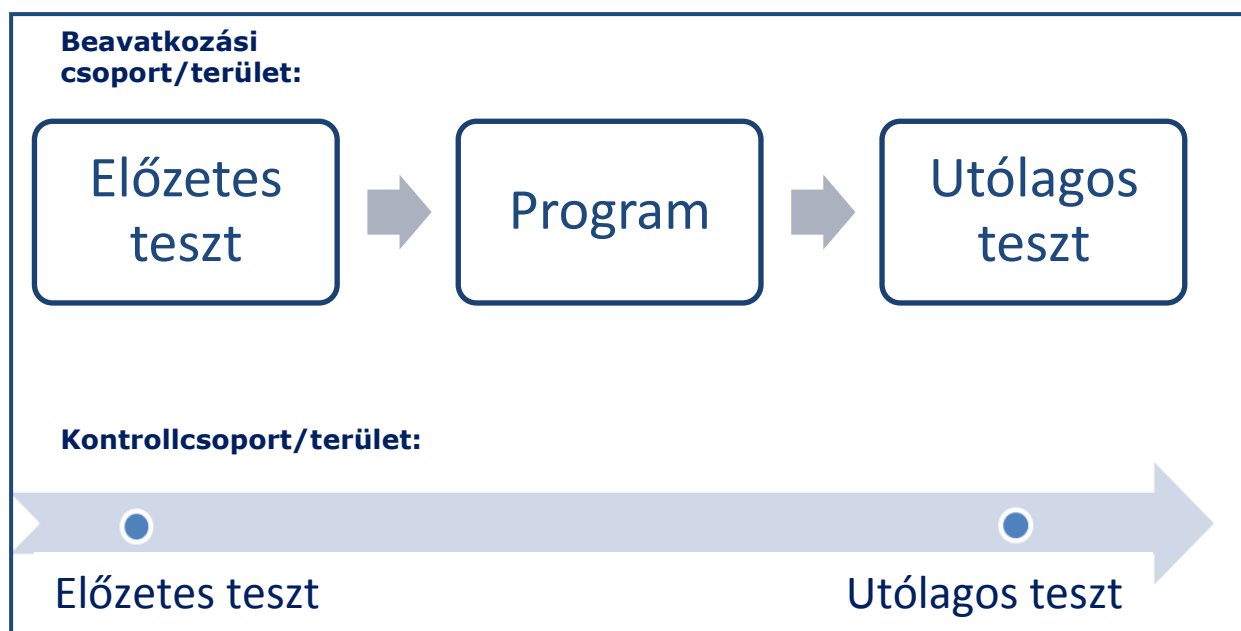 Beavatkozási
csoport/terület:
Előzetes
teszt
Program
Utólagos
teszt
Kontrollcsoport/terület:
Előzetes teszt
Utólagos teszt